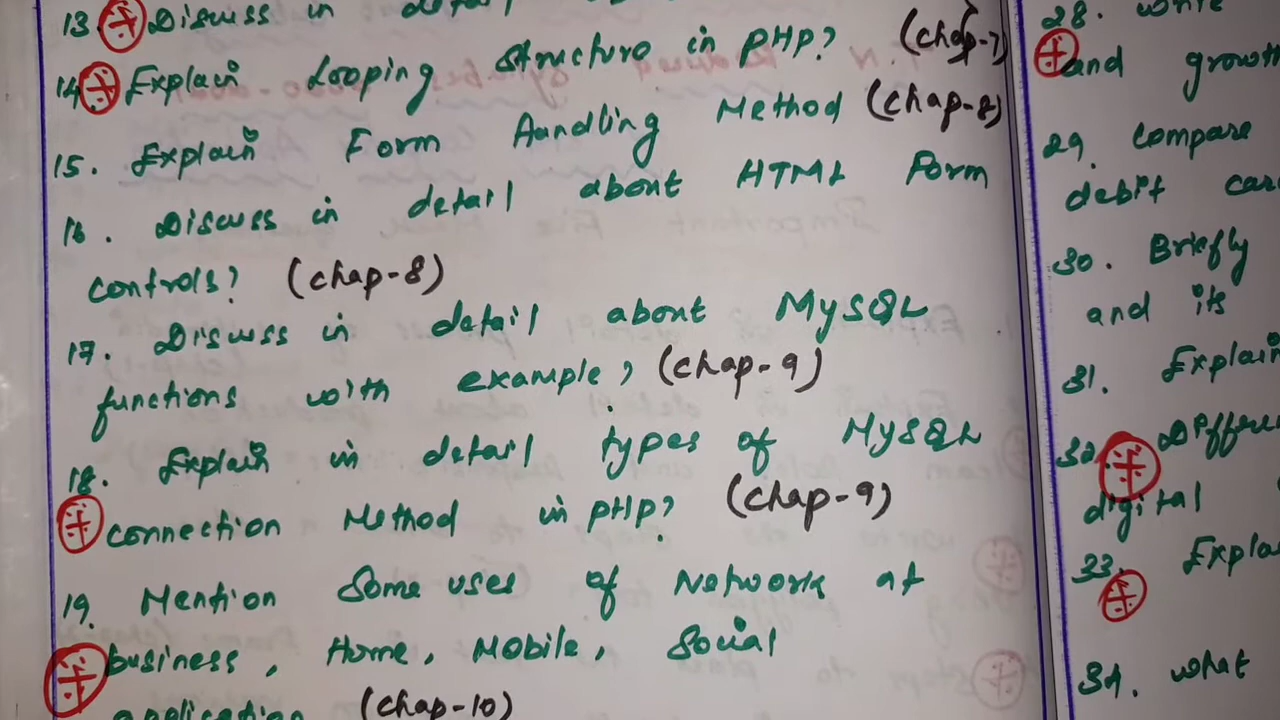 13. Discuss in detail
14. Explain Looping structure in PHP? (chap-7)
15. Explain Form Handling Method (chap-8)
16. Discuss in detail about HTML Form
controls? (chap-8)
17. Discuss in detail about MySQL
functions with example? (chap-9)
18. Explain in detail types of MySQL
connection Method in PHP? (chap-9)
19. Mention Some uses of Network at
business, Home, Mobile, Social
application (chap-10)
28. write
and growth
29. Compare
debit
30. Briefly
and its
31. Explain
32.
digital
33.
34. what